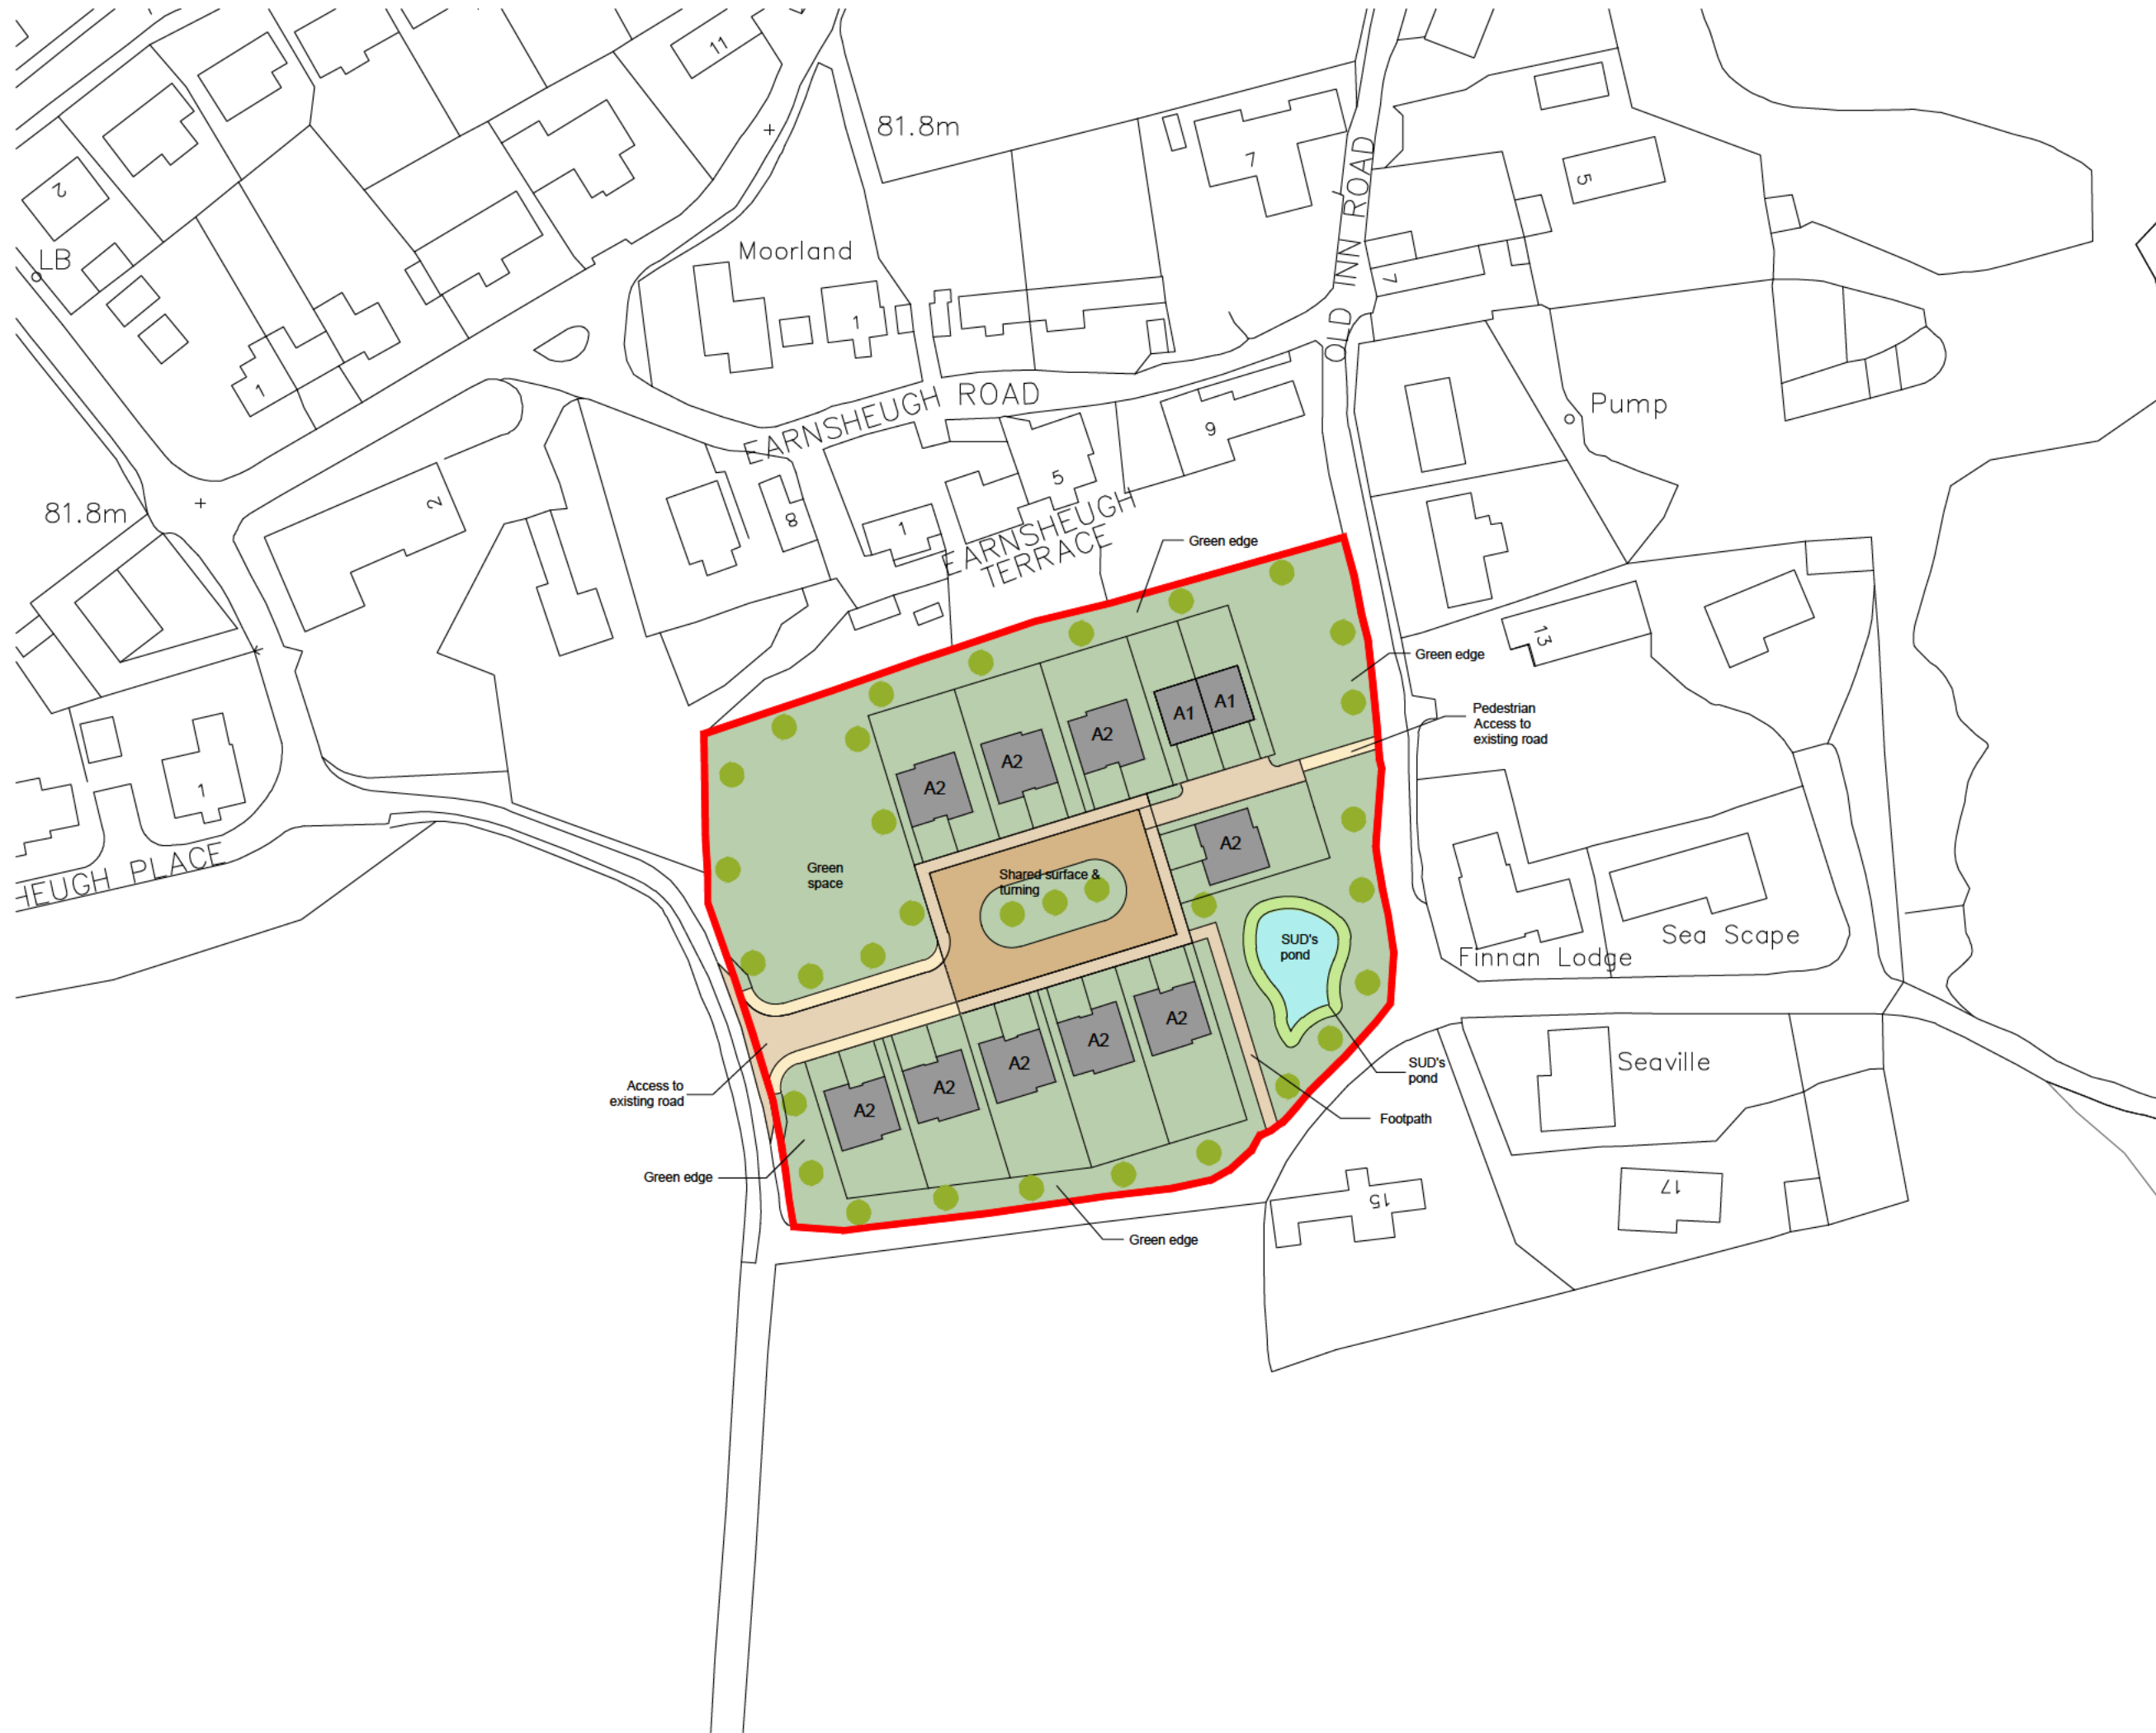 11
81.8m
7
OLD INN ROAD
5
2
LB
Moorland
1
7
1
EARNSHEUGH ROAD
Pump
9
5
2
81.8m
8
1
EARNSHEUGH
TERRACE
Green edge
13
Green edge
A1
A1
Pedestrian
Access to
existing road
A2
A2
A2
1
HEUGH PLACE
A2
Green
space
Shared surface &
turning
SUD's
pond
Sea Scape
Finnan Lodge
A2
A2
A2
A2
A2
Seaville
SUD's
pond
Access to
existing road
Footpath
Green edge
15
17
Green edge